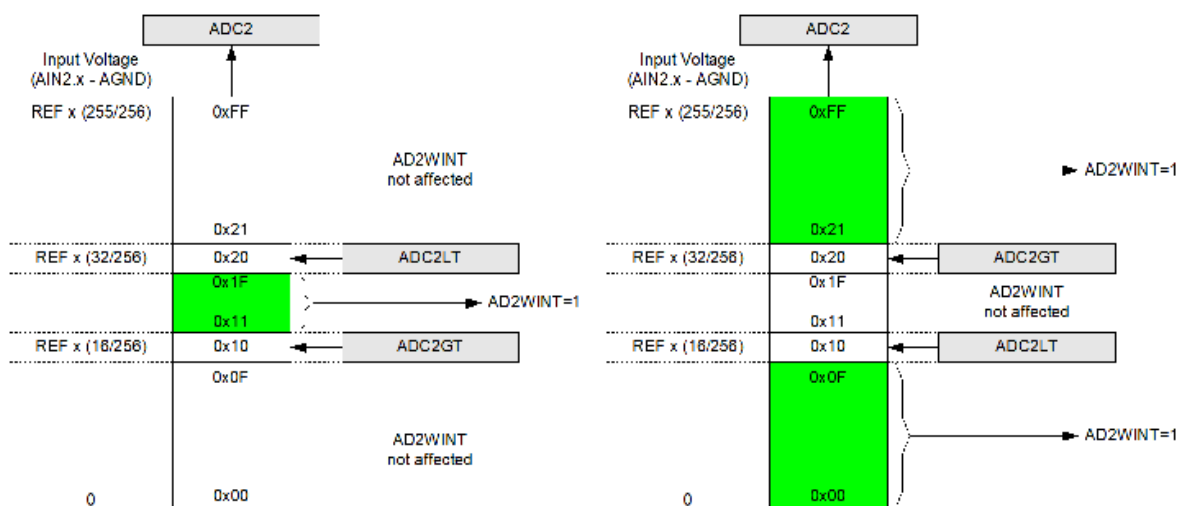 ADC2
Input Voltage
(AIN2.x - AGND)
REF x (255/256)
0xFF
AD2WINT
not affected
0x21
REF x (32/256)
0x20
ADC2LT
0x1F
AD2WINT=1
0x11
REF x (16/256)
0x10
ADC2GT
0x0F
AD2WINT
not affected
0
0x00
ADC2
Input Voltage
(AIN2.x - AGND)
REF x (255/256)
0xFF
AD2WINT=1
0x21
REF x (32/256)
0x20
ADC2GT
0x1F
AD2WINT
not affected
0x11
REF x (16/256)
0x10
ADC2LT
0x0F
AD2WINT=1
0
0x00